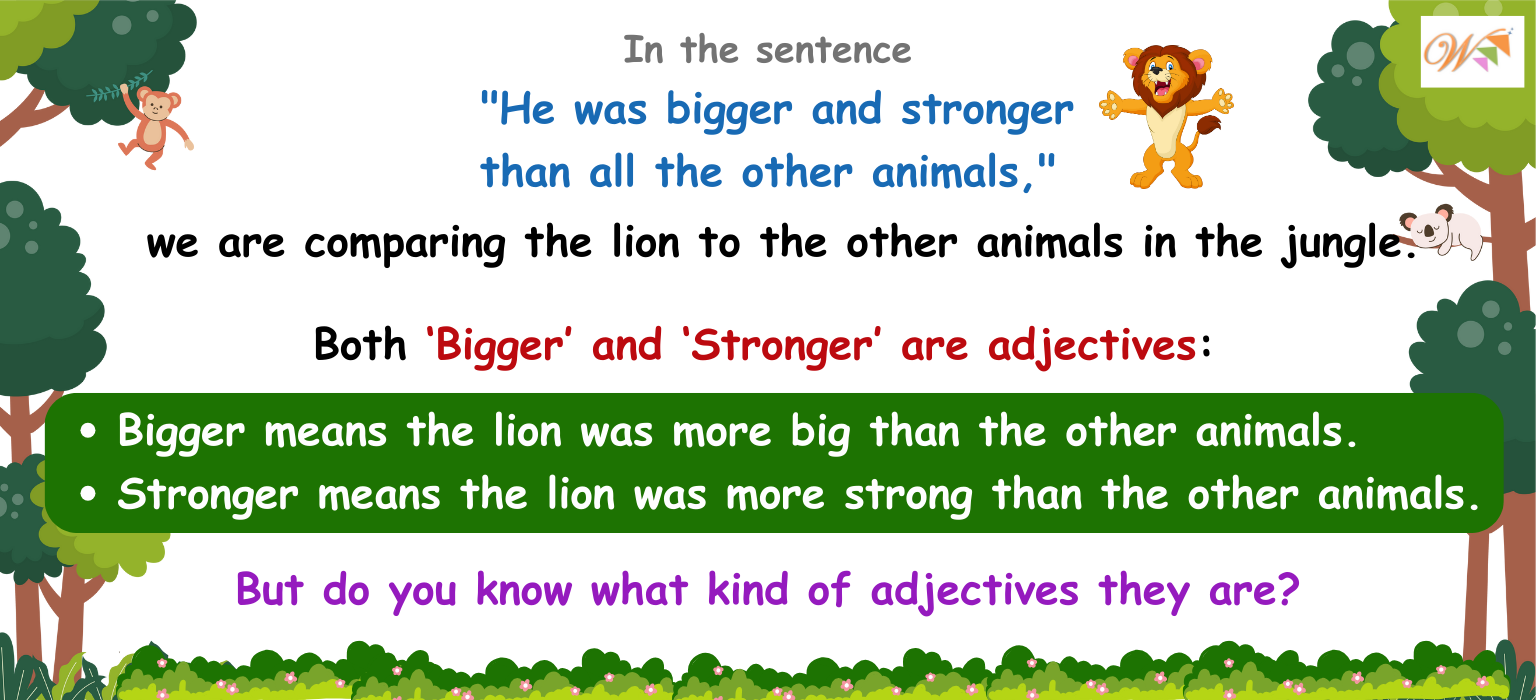 In the sentence
"He was bigger and stronger
than all the other animals,"
we are comparing the lion to the other animals in the jungle.
Both ‘Bigger’ and ‘Stronger’ are adjectives:
• Bigger means the lion was more big than the other animals.
• Stronger means the lion was more strong than the other animals.
But do you know what kind of adjectives they are?